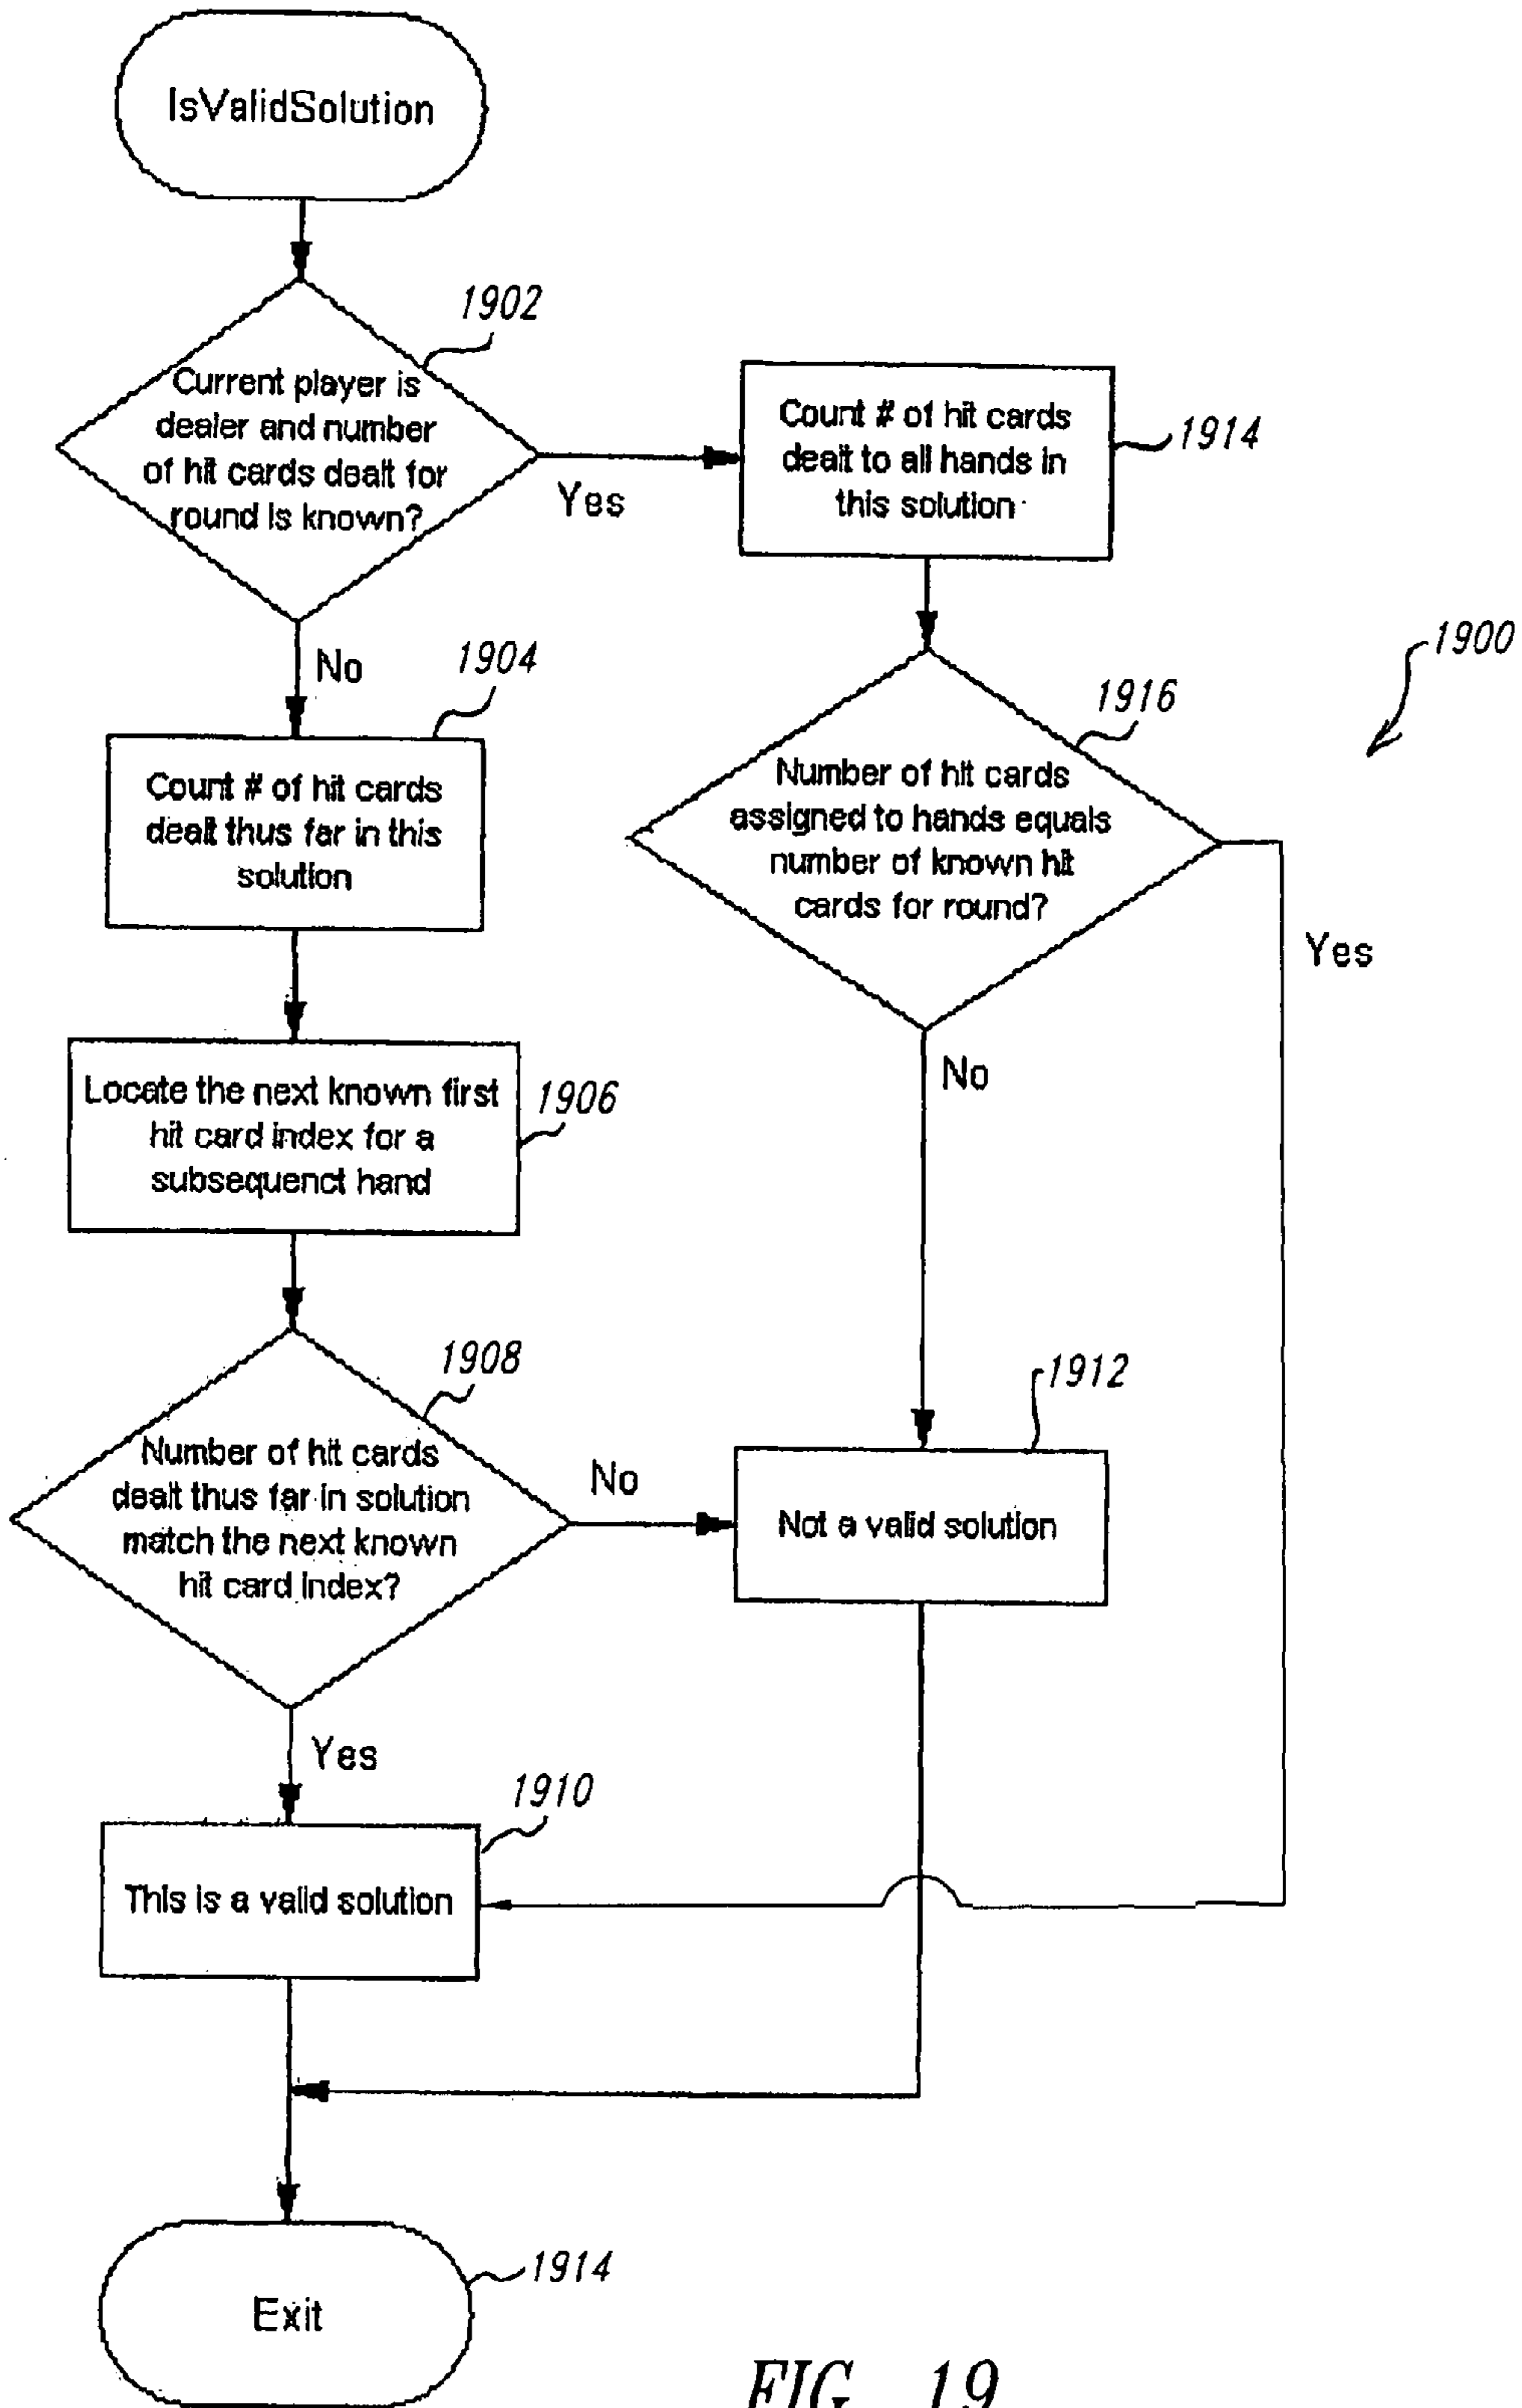 IsValidSolution
1902
Current player is
dealer and number
of hit cards dealt for
round is known?
Yes
No
Count # of hit cards
dealt to all hands in
this solution
1914
1900
1904
Count # of hit cards
dealt thus far in this
solution
1916
Number of hit cards
assigned to hands equals
number of known hit
cards for round?
Yes
No
Locate the next known first
hit card index for a
subsequenct hand
1906
1908
Number of hit cards
dealt thus far in solution
match the next known
hit card index?
No
Yes
1912
Not a valid solution
1910
This is a valid solution
Exit
1914
FIG. 19